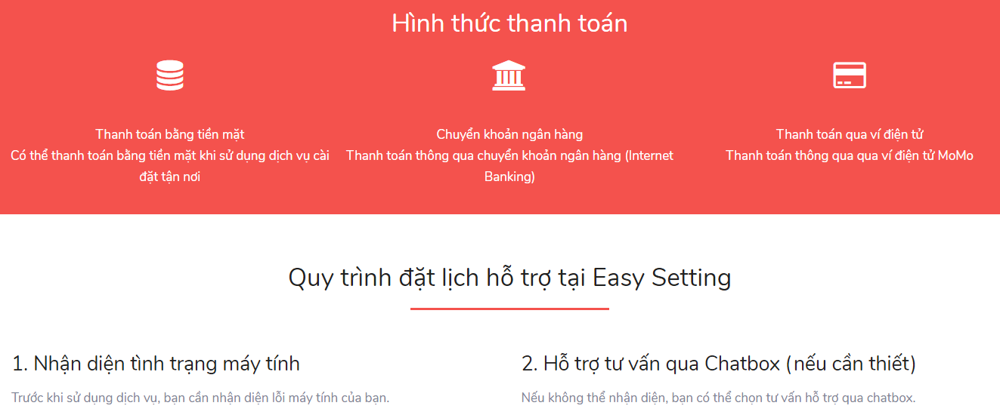 Hình thức thanh toán
Thanh toán bằng tiền mặt
Có thể thanh toán bằng tiền mặt khi sử dụng dịch vụ cài
đặt tận nơi
Chuyển khoản ngân hàng
Thanh toán thông qua chuyển khoản ngân hàng (Internet
Banking)
Thanh toán qua ví điện tử
Thanh toán thông qua qua ví điện tử MoMo
Quy trình đặt lịch hỗ trợ tại Easy Setting
1. Nhận diện tình trạng máy tính
Trước khi sử dụng dịch vụ, bạn cần nhận diện lỗi máy tính của bạn.
2. Hỗ trợ tư vấn qua Chatbox (nếu cần thiết)
Nếu không thể nhận diện, bạn có thể chọn tư vấn hỗ trợ qua chatbox.